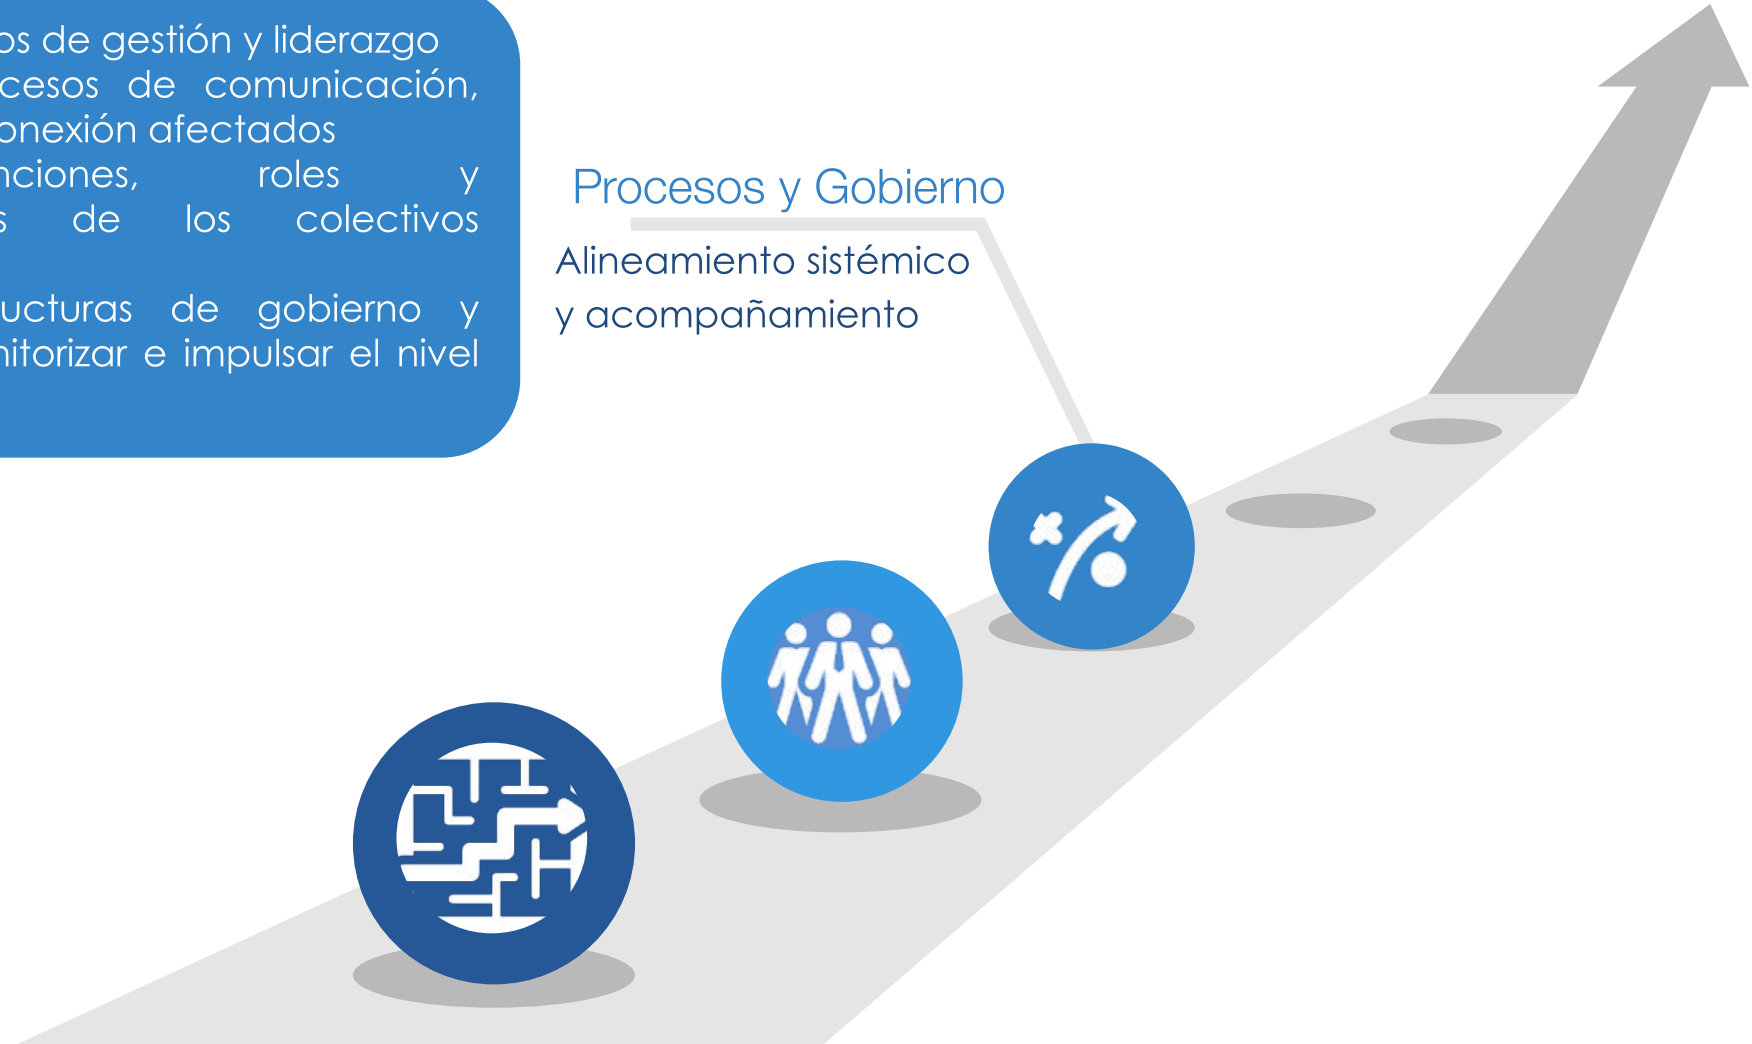 os de gestión y liderazgo
cesos de comunicación,
onexión afectados
nciones, roles y
s de los colectivos
ucturas de gobierno y
nitorizar e impulsar el nivel
Procesos y Gobierno
Alineamiento sistémico
y acompañamiento